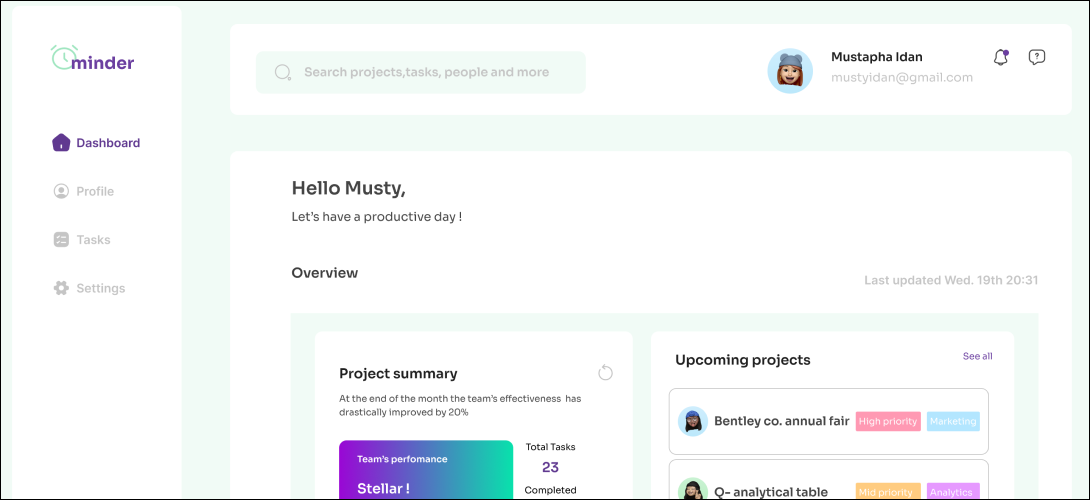 minder
Search projects,tasks, people and more
Mustapha Idan
mustyidan@gmail.com
?
Dashboard
Profile
Tasks
Settings
Hello Musty,
Let's have a productive day !
Overview
Last updated Wed. 19th 20:31
Project summary
At the end of the month the team's effectiveness has
drastically improved by 20%
Team's perfomance
Stellar !
Total Tasks
23
Completed
Upcoming projects
See all
Bentley co. annual fair
High priority
Marketing
Q- analytical table
Mid priority
Analytics